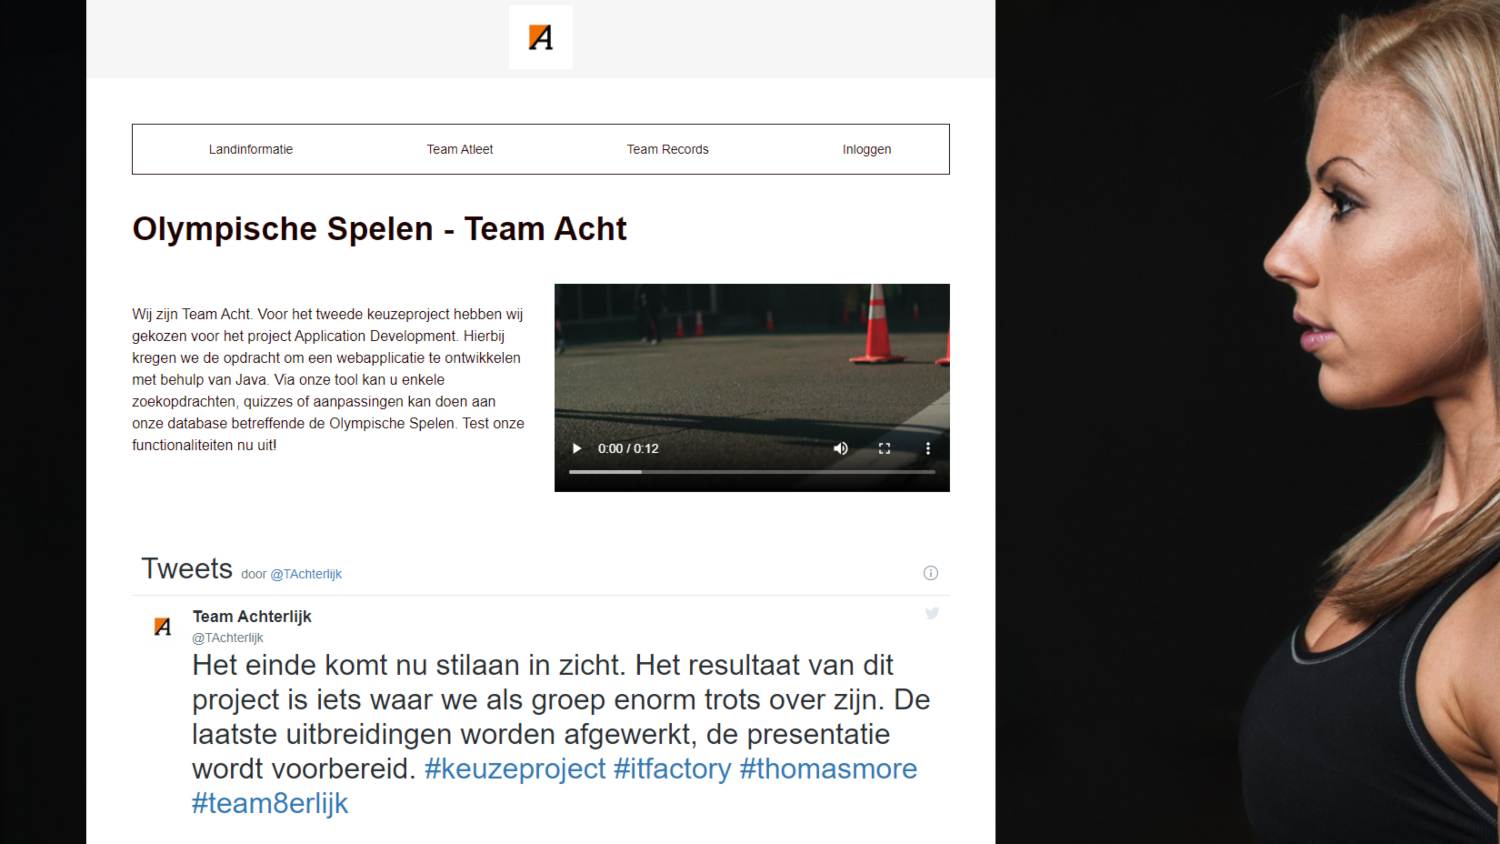 A
Landinformatie
Team Atleet
Team Records
Inloggen
Olympische Spelen - Team Acht
Wij zijn Team Acht. Voor het tweede keuzeproject hebben wij
gekozen voor het project Application Development. Hierbij
kregen we de opdracht om een webapplicatie te ontwikkelen
met behulp van Java. Via onze tool kan u enkele
zoekopdrachten, quizzes of aanpassingen kan doen aan
onze database betreffende de Olympische Spelen. Test onze
functionaliteiten nu uit!
0:00 / 0:12
Tweets door @TAchterlijk
A
Team Achterlijk
@TAchterlijk
Het einde komt nu stilaan in zicht. Het resultaat van dit
project is iets waar we als groep enorm trots over zijn. De
laatste uitbreidingen worden afgewerkt, de presentatie
wordt voorbereid. #keuzeproject #itfactory #thomasmore
#team8erlijk